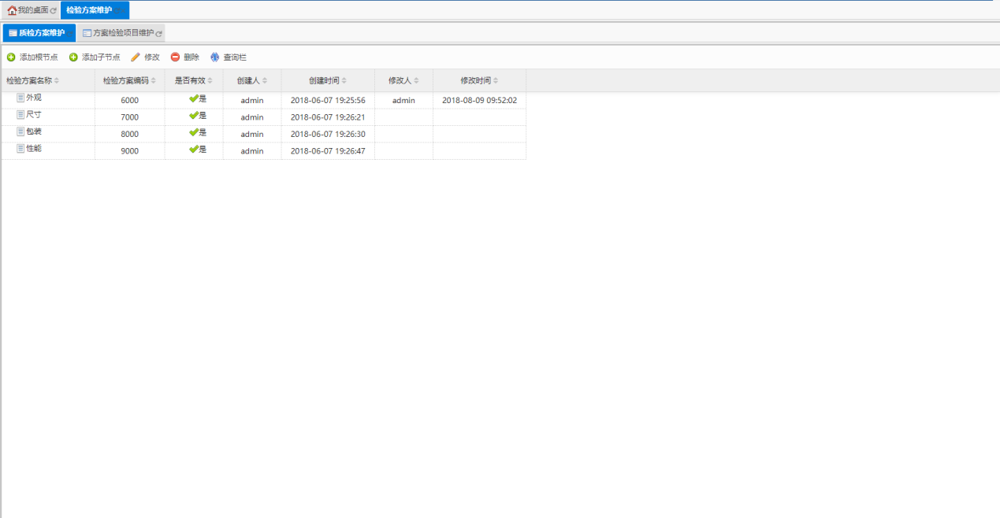 我的桌面 检验方案维护
质检方案维护 方案检验项目维护
添加根节点 添加子节点 修改 删除 查询栏
检验方案名称 检验方案编码 是否有效 创建人 创建时间 修改人 修改时间
外观 6000 是 admin 2018-06-07 19:25:56 admin 2018-08-09 09:52:02
尺寸 7000 是 admin 2018-06-07 19:26:21
包装 8000 是 admin 2018-06-07 19:26:30
性能 9000 是 admin 2018-06-07 19:26:47